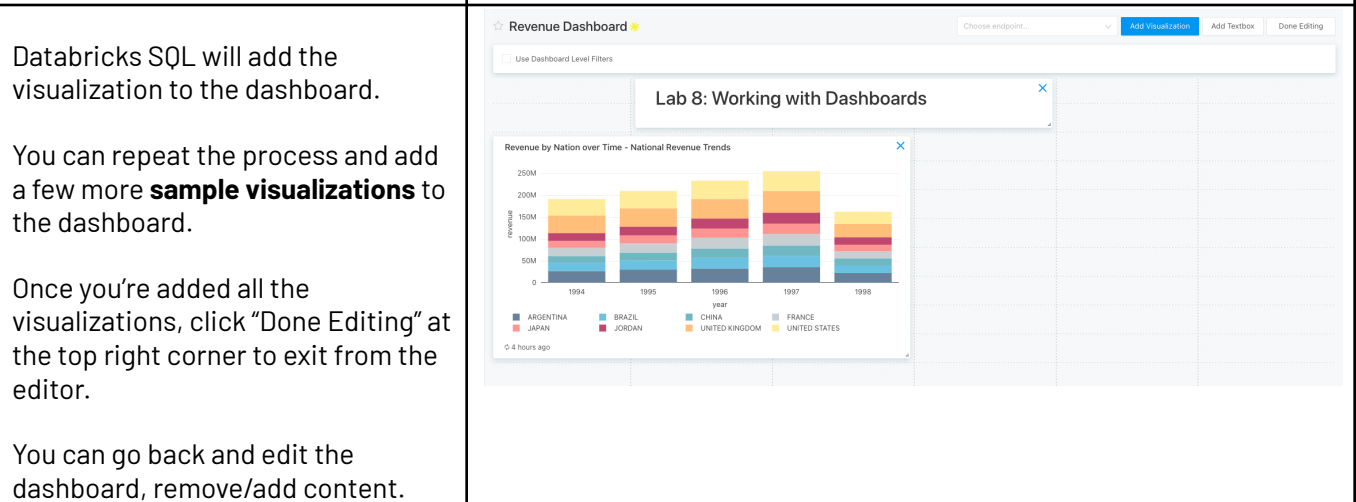 Databricks SQL will add the
visualization to the dashboard.
You can repeat the process and add
a few more sample visualizations to
the dashboard.
Once you’re added all the
visualizations, click “Done Editing” at
the top right corner to exit from the
editor.
You can go back and edit the
dashboard, remove/add content.
Revenue Dashboard
Choose endpoint...
Add Visualization
Add Textbox
Done Editing
Use Dashboard Level Filters
Lab 8: Working with Dashboards
Revenue by Nation over Time - National Revenue Trends
250M
200M
150M
100M
50M
0
revenue
1994 1995 1996 1997 1998
year
ARGENTINA BRAZIL CHINA FRANCE
JAPAN JORDAN UNITED KINGDOM UNITED STATES
4 hours ago